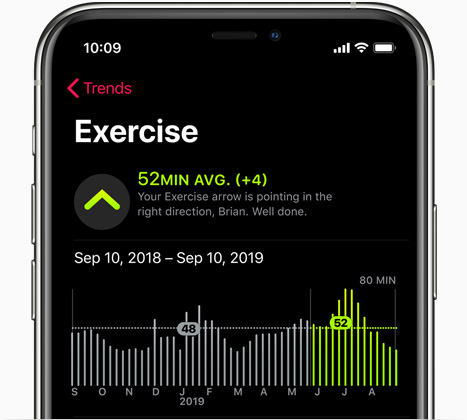 10:09
Trends
Exercise
52MIN AVG. (+4)
Your Exercise arrow is pointing in the
right direction, Brian. Well done.
Sep 10, 2018 – Sep 10, 2019
80 MIN
48
52
S O N D J F M A M J J A
2019